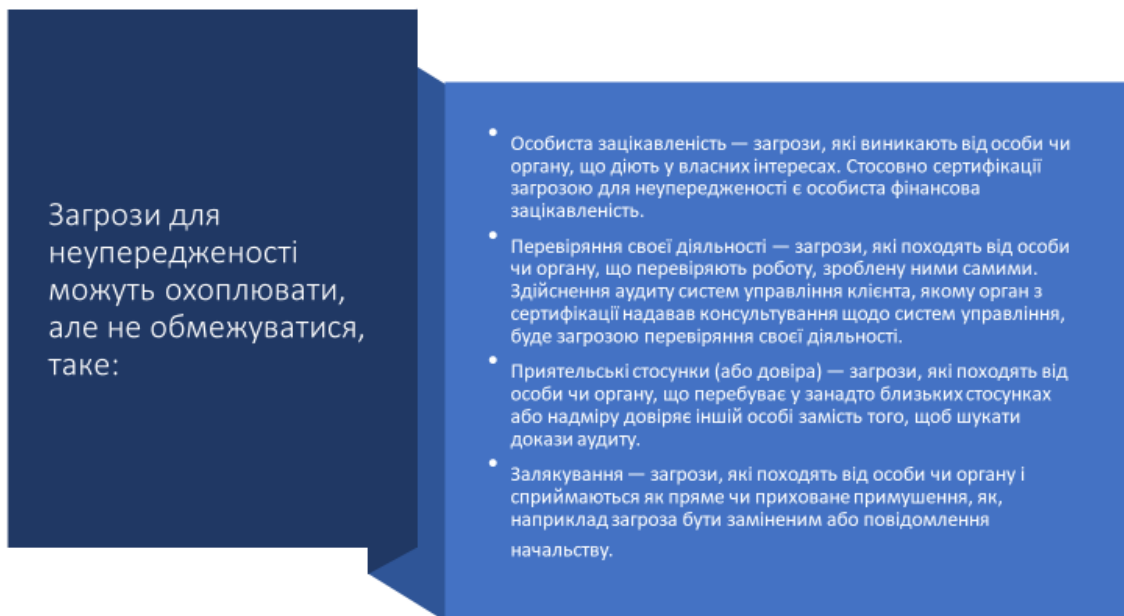 Загрози для
неупередженості
можуть охоплювати,
але не обмежуватися,
таке:
• Особиста зацікавленість — загрози, які виникають від особи чи
органу, що діють у власних інтересах. Стосовно сертифікації
загрозою для неупередженості є особиста фінансова
зацікавленість.
• Перевіряння своєї діяльності — загрози, які походять від особи
чи органу, що перевіряють роботу, зроблену ними самими.
Здійснення аудиту систем управління клієнта, якому орган з
сертифікації надавав консультування щодо систем управління,
буде загрозою перевіряння своєї діяльності.
• Приятельські стосунки (або довіра) — загрози, які походять від
особи чи органу, що перебуває у занадто близьких стосунках
або надміру довіряє іншій особі замість того, щоб шукати
докази аудиту.
• Залякування — загрози, які походять від особи чи органу і
сприймаються як пряме чи приховане примушення, як,
наприклад загроза бути заміненим або повідомлення
начальству.